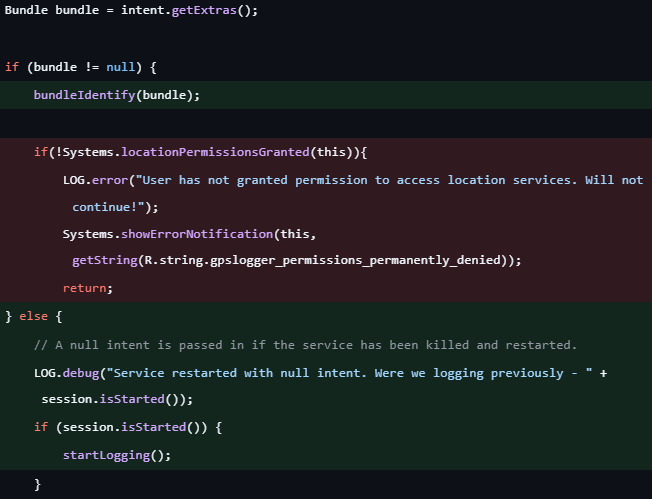 Bundle bundle = intent.getExtras();
if (bundle != null) {
bundleIdentify(bundle);
if(!Systems.locationPermissionsGranted(this)){
LOG.error("User has not granted permission to access location services. Will not
continue!");
Systems.showErrorNotification(this,
getString(R.string.gpslogger_permissions_permanently_denied));
return;
} else {
// A null intent is passed in if the service has been killed and restarted.
LOG.debug("Service restarted with null intent. Were we logging previously - " +
session.isStarted());
if (session.isStarted()) {
startLogging();
}